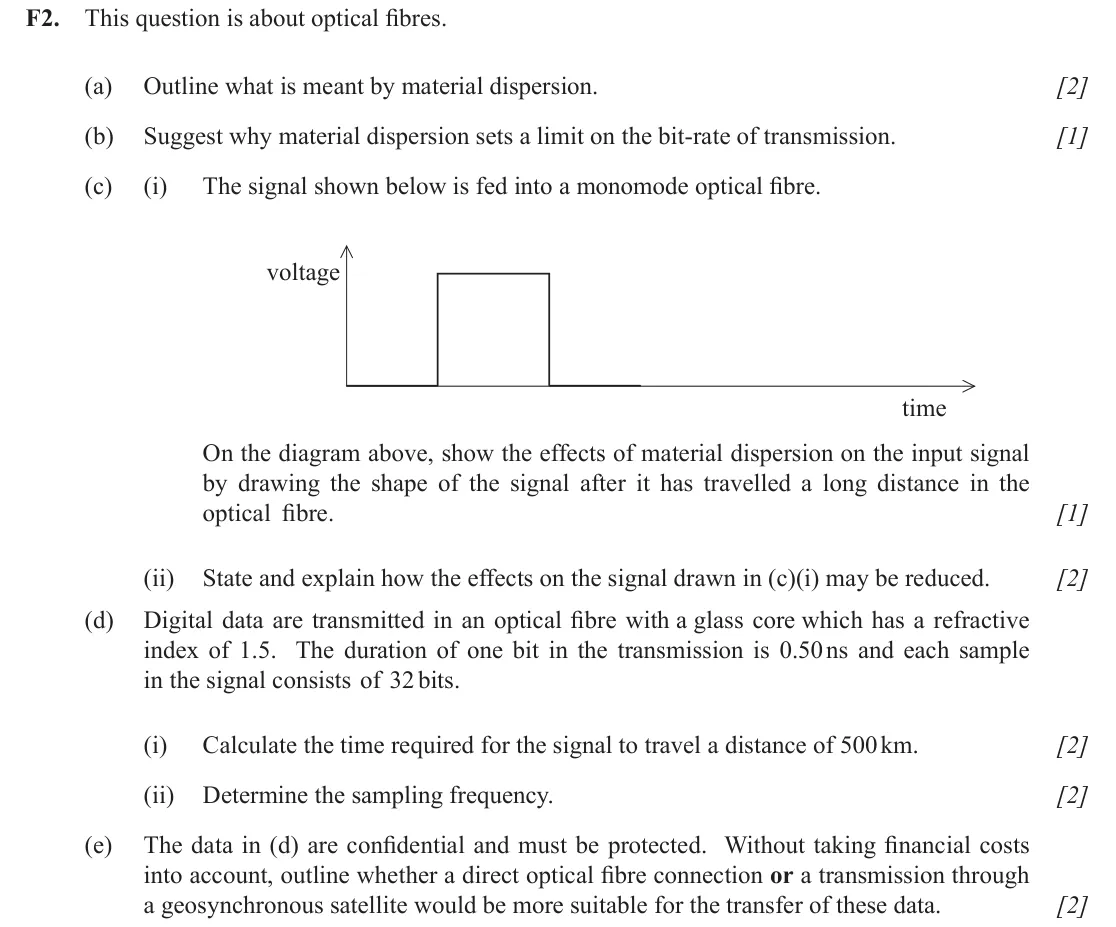 F2. This question is about optical fibres.
(a) Outline what is meant by material dispersion. [2]
(b) Suggest why material dispersion sets a limit on the bit-rate of transmission. [1]
(c) (i) The signal shown below is fed into a monomode optical fibre.
voltage
time
On the diagram above, show the effects of material dispersion on the input signal
by drawing the shape of the signal after it has travelled a long distance in the
optical fibre. [1]
(ii) State and explain how the effects on the signal drawn in (c)(i) may be reduced. [2]
(d) Digital data are transmitted in an optical fibre with a glass core which has a refractive
index of 1.5. The duration of one bit in the transmission is 0.50 ns and each sample
in the signal consists of 32 bits.
(i) Calculate the time required for the signal to travel a distance of 500 km. [2]
(ii) Determine the sampling frequency. [2]
(e) The data in (d) are confidential and must be protected. Without taking financial costs
into account, outline whether a direct optical fibre connection or a transmission through
a geosynchronous satellite would be more suitable for the transfer of these data. [2]